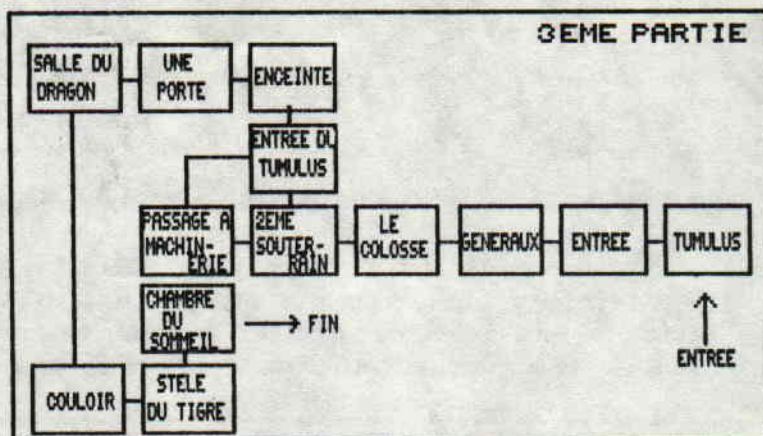 3EME PARTIE
SALLE DU
DRAGON
UNE
PORTE
ENCEINTE
ENTREE DU
TUMULUS
PASSAGE A
MACHIN-
ERIE
2EME
SOUTER-
RAIN
LE
COLOSSE
GENERAUX
ENTREE
TUMULUS
CHAMBRE
DU
SOMMEIL
FIN
ENTREE
COULOIR
STELE
DU TIGRE